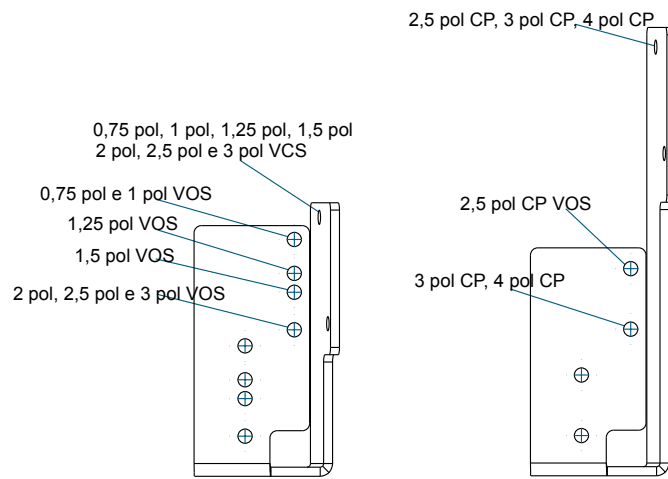 2,5 pol CP, 3 pol CP, 4 pol CP
0,75 pol, 1 pol, 1,25 pol, 1,5 pol
2 pol, 2,5 pol e 3 pol VCS
0,75 pol e 1 pol VOS
1,25 pol VOS
1,5 pol VOS
2 pol, 2,5 pol e 3 pol VOS
2,5 pol CP VOS
3 pol CP, 4 pol CP